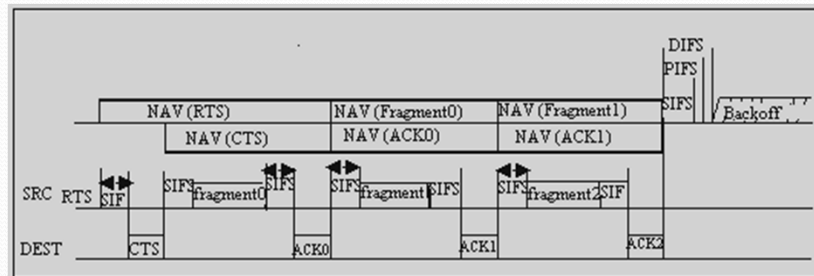 DIFS
PIFS
NAV (RTS) NAV (Fragment0) NAV (Fragment1) SIFS Backoff
NAV (CTS) NAV (ACK0) NAV (ACK1)
SRC RTS SIF SIFS fragment0 SIFS SIFS fragment1 SIFS SIFS fragment2 SIF
DEST CTS ACK0 ACK1 ACK2